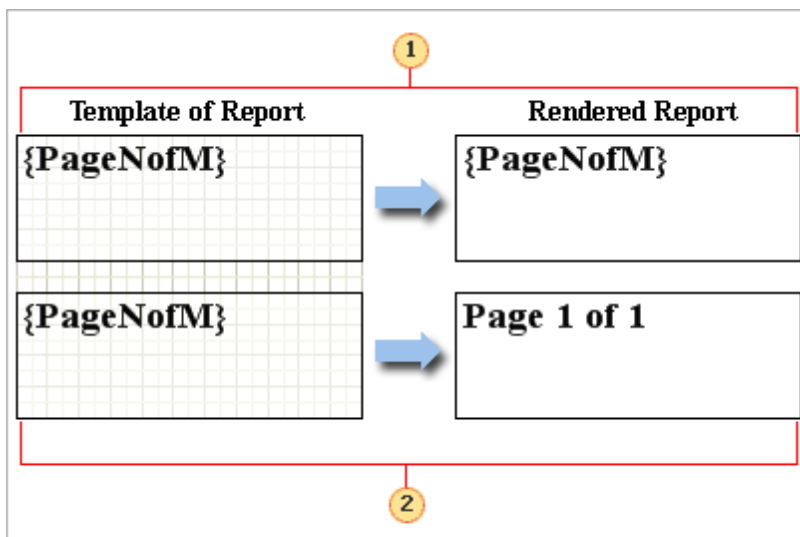 1
Template of Report Rendered Report
{PageNofM} {PageNofM}
{PageNofM} Page 1 of 1
2